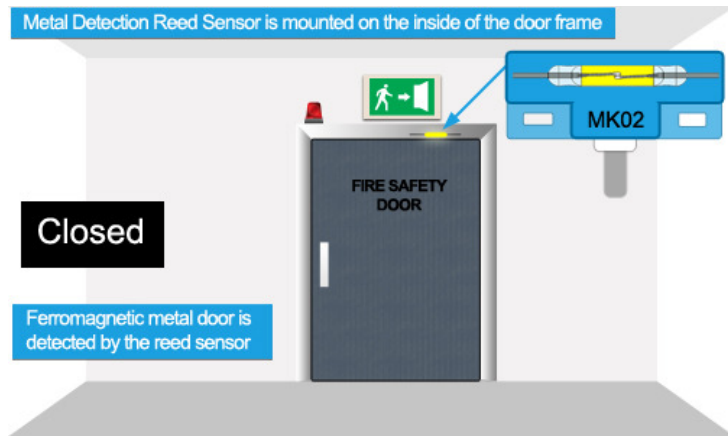 Metal Detection Reed Sensor is mounted on the inside of the door frame
MK02
FIRE SAFETY
DOOR
Closed
Ferromagnetic metal door is
detected by the reed sensor